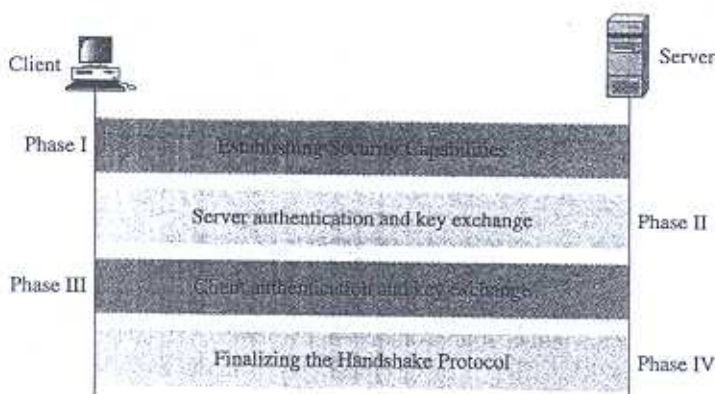 Client
Server
Phase I
Establishing Security Capabilities
Server authentication and key exchange
Phase II
Phase III
Client authentication and key exchange
Finalizing the Handshake Protocol
Phase IV